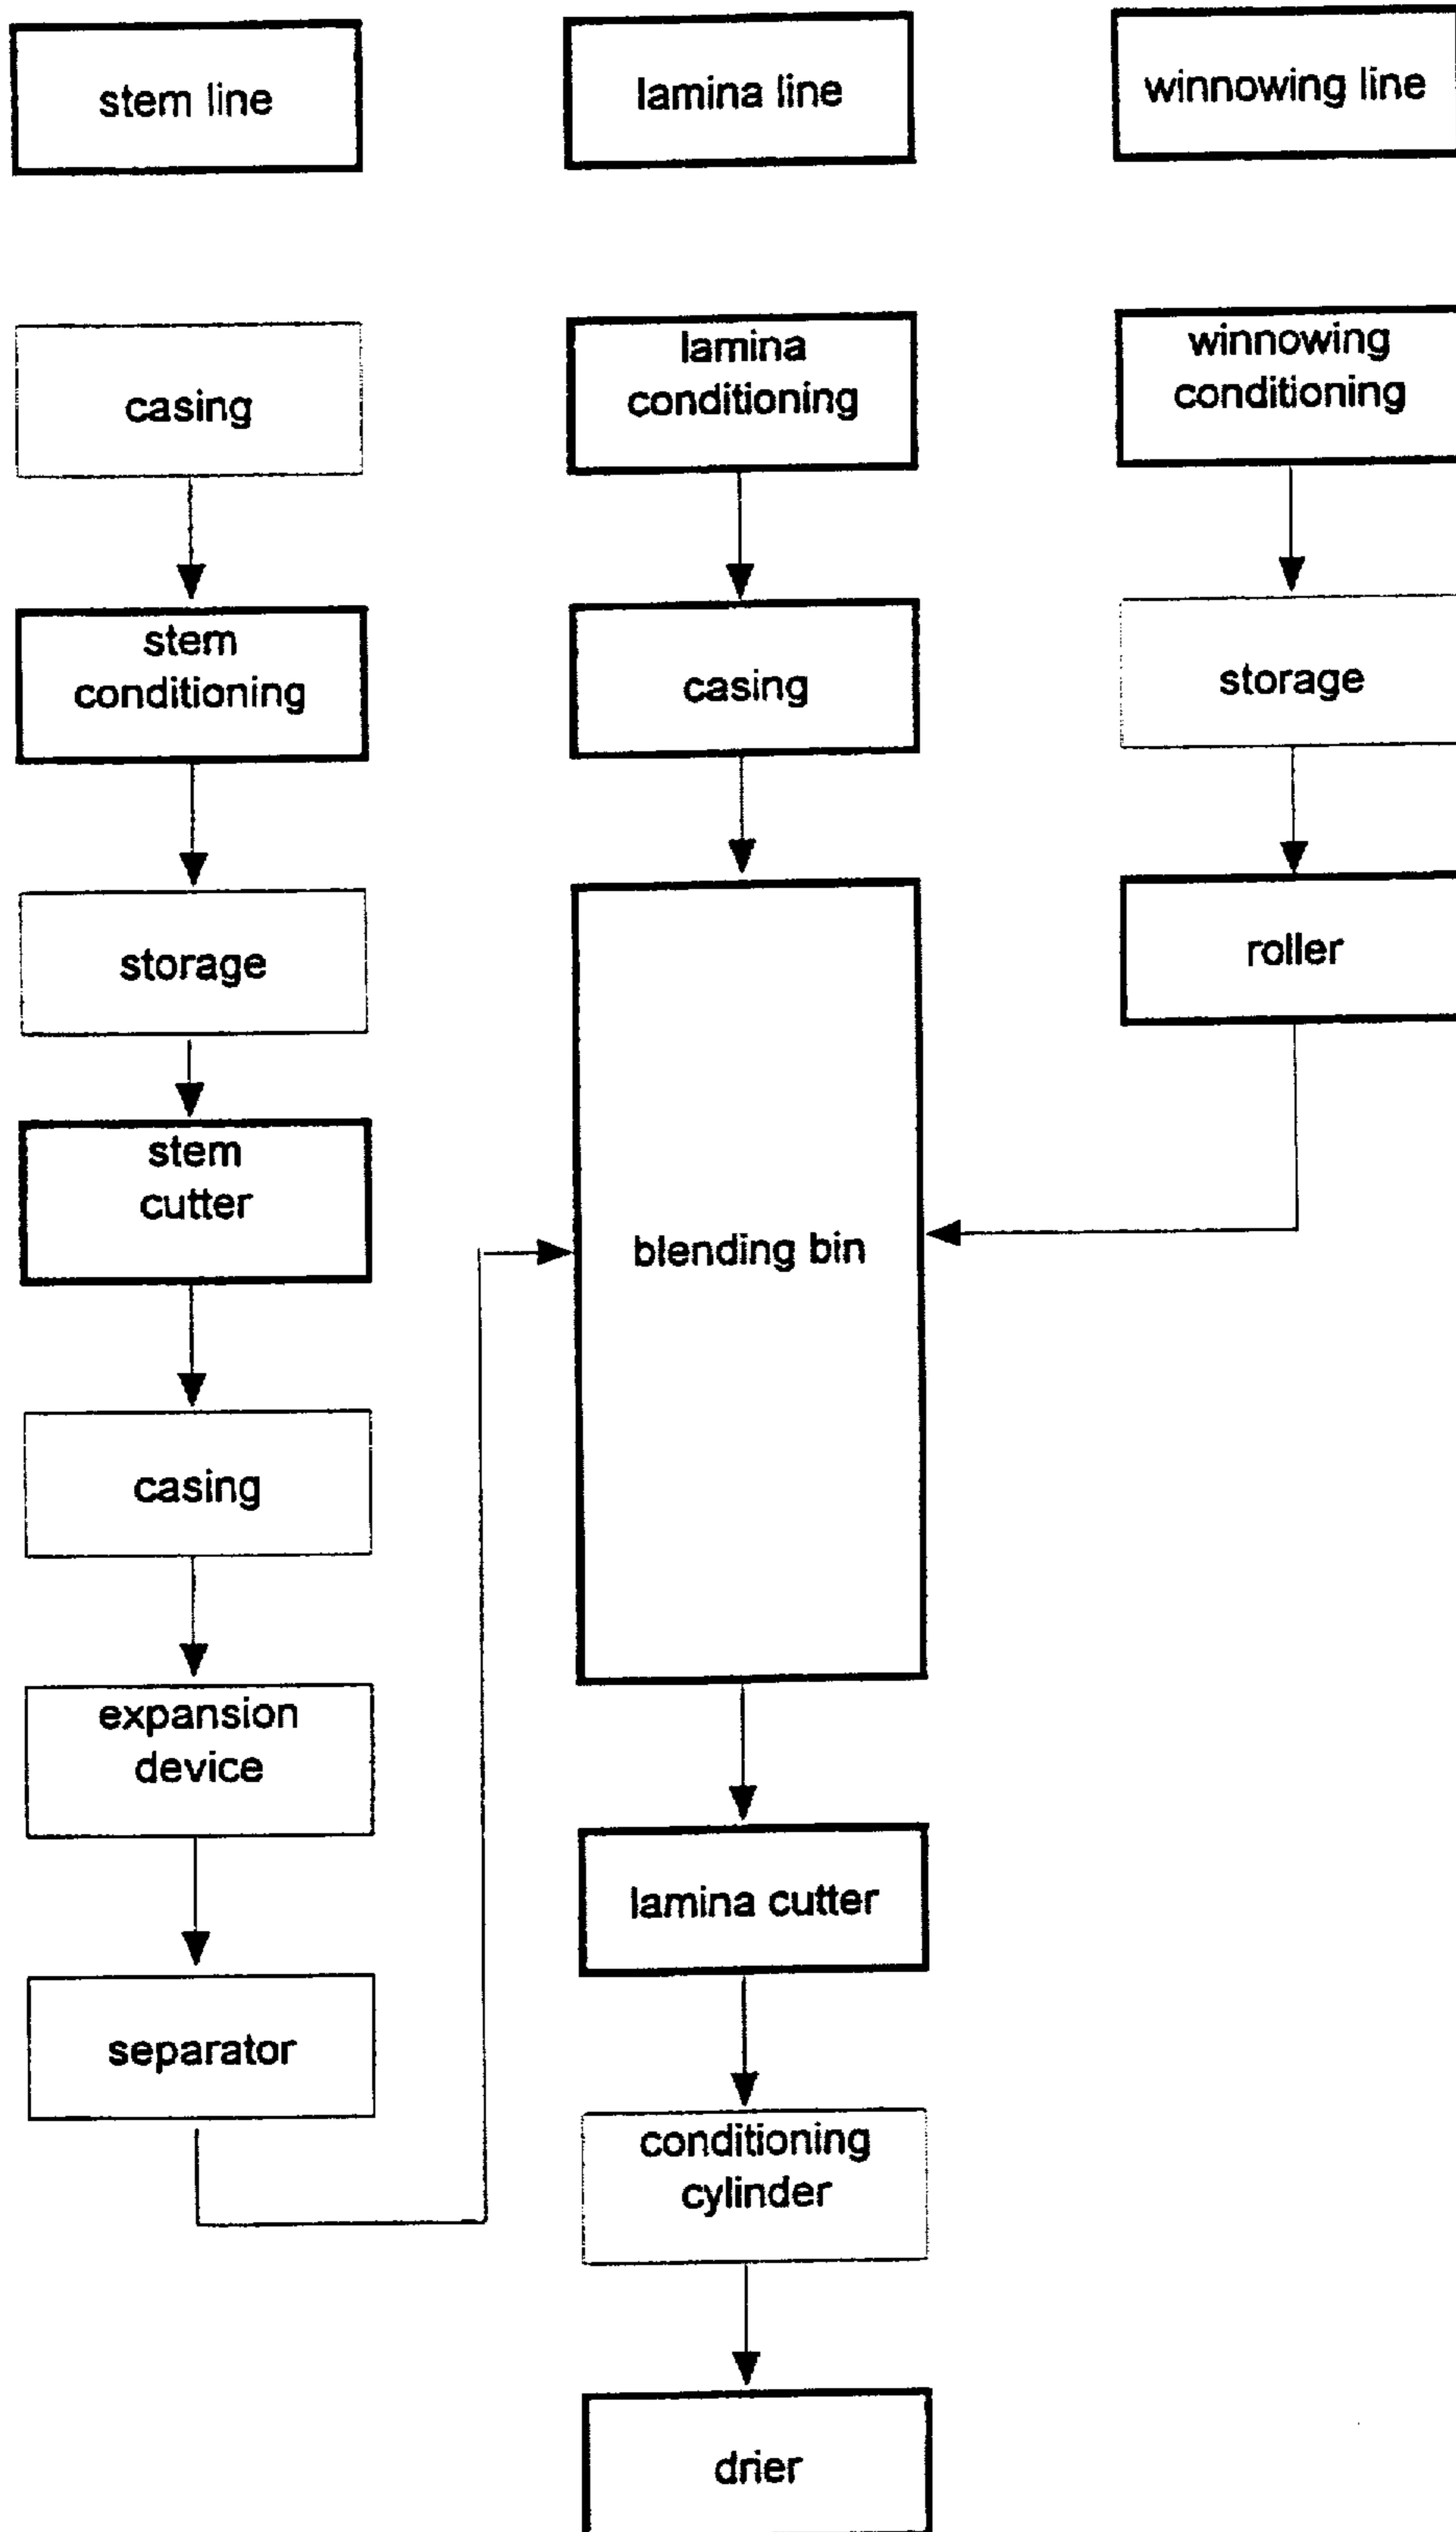 stem line
lamina line
winnowing line
casing
stem
conditioning
storage
stem
cutter
casing
expansion
device
separator
lamina
conditioning
casing
blending bin
lamina cutter
conditioning
cylinder
drier
winnowing
conditioning
storage
roller